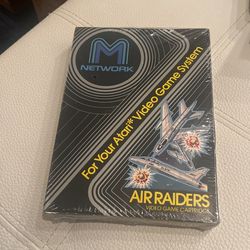 M
NETWORK
For Your Atari* Video Game System
AIR RAIDERS
VIDEO GAME CARTRIDGE